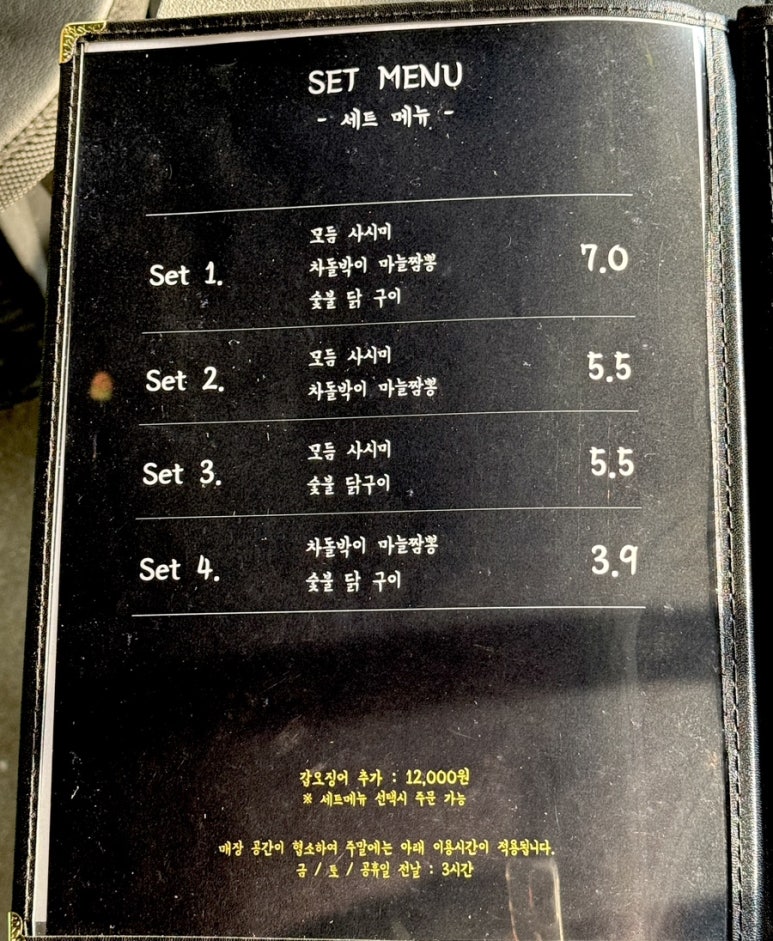 SET MENU
- 세트 메뉴 -
Set 1.
모듬 사시미
차돌박이 마늘짬뽕
숯불 닭 구이
7.0
Set 2.
모듬 사시미
차돌박이 마늘짬뽕
5.5
Set 3.
모듬 사시미
숯불 닭구이
5.5
Set 4.
차돌박이 마늘짬뽕
숯불 닭 구이
3.9
갑오징어 추가 : 12,000원
※ 세트메뉴 선택시 주문 가능
매장 공간이 협소하여 주말에는 아래 이용시간이 적용됩니다.
금 / 토 / 공휴일 전날 : 3시간